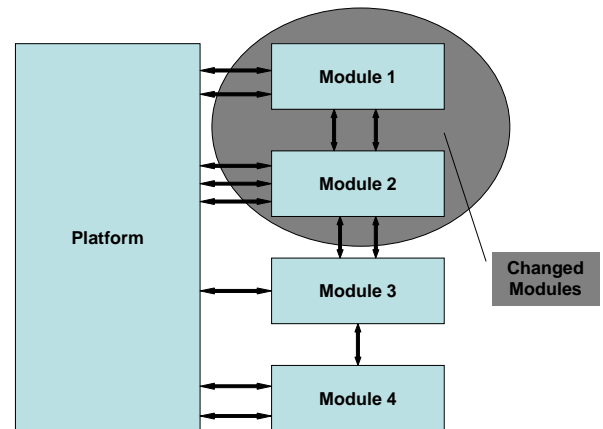 Module 1
Module 2
Platform
Module 3
Changed
Modules
Module 4